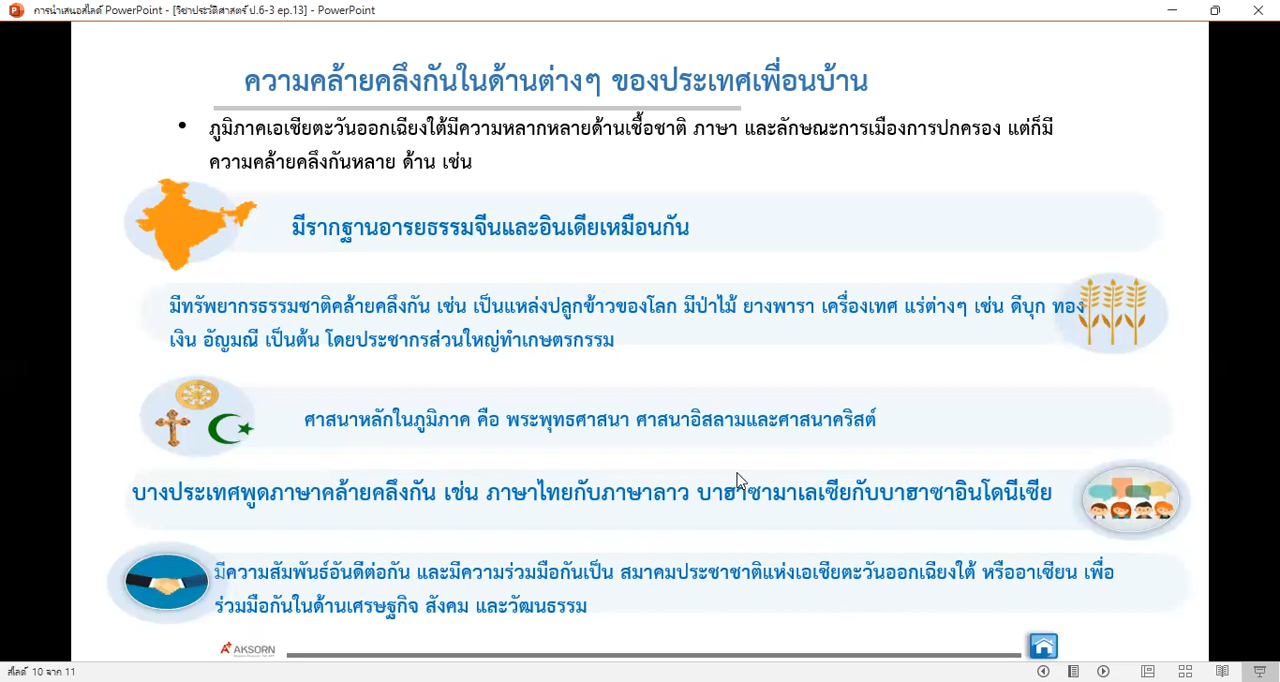 การนำเสนอสไลด์ PowerPoint - [วิชาประวัติศาสตร์ ป.6-3 ep.13] - PowerPoint
ความคล้ายคลึงกันในด้านต่างๆ ของประเทศเพื่อนบ้าน
• ภูมิภาคเอเชียตะวันออกเฉียงใต้มีความหลากหลายด้านเชื้อชาติ ภาษา และลักษณะการเมืองการปกครอง แต่ก็มี
ความคล้ายคลึงกันหลาย ด้าน เช่น
มีรากฐานอารยธรรมจีนและอินเดียเหมือนกัน
มีทรัพยากรธรรมชาติคล้ายคลึงกัน เช่น เป็นแหล่งปลูกข้าวของโลก มีป่าไม้ ยางพารา เครื่องเทศ แร่ต่างๆ เช่น ดีบุก ทอง
เงิน อัญมณี เป็นต้น โดยประชากรส่วนใหญ่ทำเกษตรกรรม
ศาสนาหลักในภูมิภาค คือ พระพุทธศาสนา ศาสนาอิสลามและศาสนาคริสต์
บางประเทศพูดภาษาคล้ายคลึงกัน เช่น ภาษาไทยกับภาษาลาว บาฮาซามาเลเซียกับบาฮาซาอินโดนีเซีย
มีความสัมพันธ์อันดีต่อกัน และมีความร่วมมือกันเป็น สมาคมประชาชาติแห่งเอเชียตะวันออกเฉียงใต้ หรืออาเซียน เพื่อ
ร่วมมือกันในด้านเศรษฐกิจ สังคม และวัฒนธรรม
AKSORN
สไลด์ 10 จาก 11